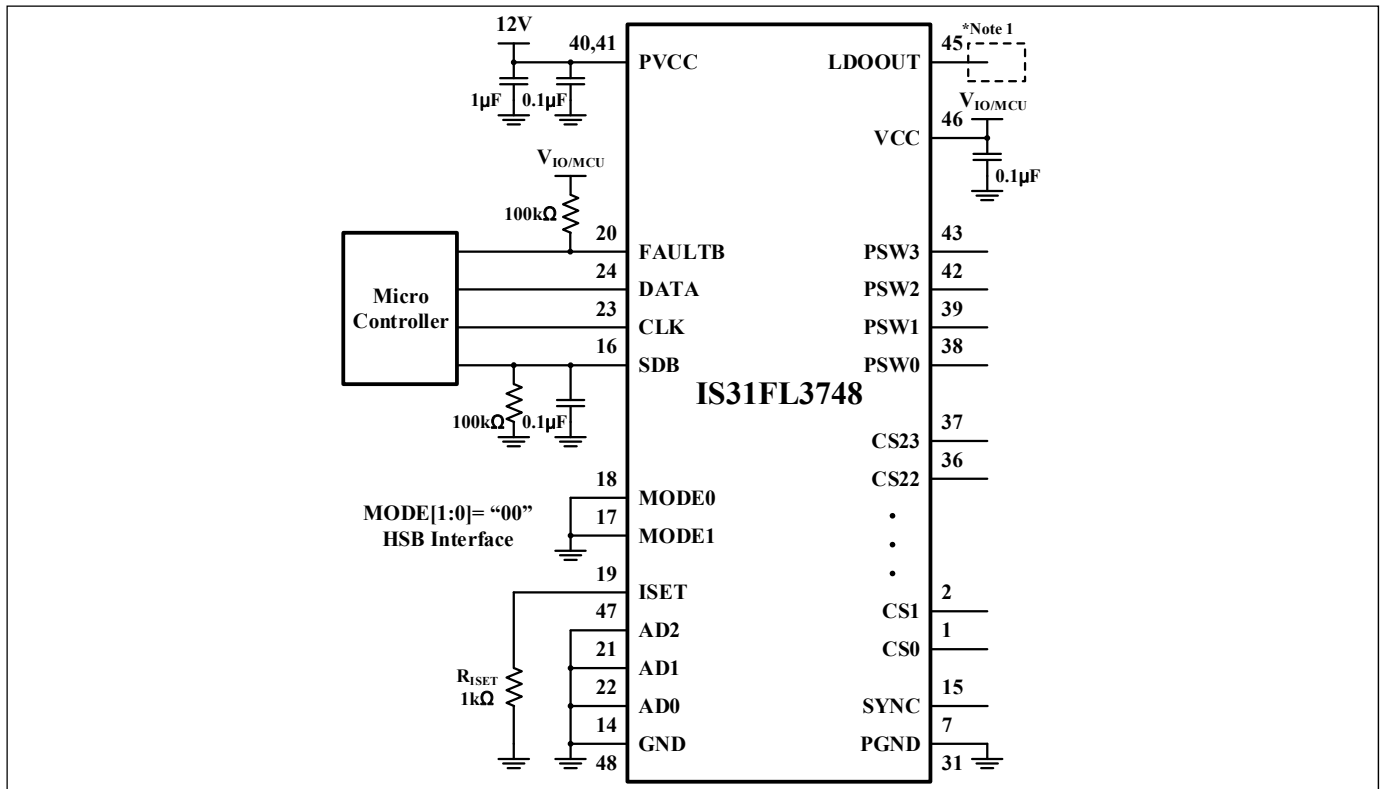 12V
40,41
PVCC
1µF
0.1µF
V_IO/MCU
100kΩ
20
FAULTB
24
DATA
23
CLK
16
SDB
Micro
Controller
100kΩ
0.1µF
18
MODE0
17
MODE1
MODE[1:0]= “00”
HSB Interface
19
ISET
47
AD2
21
AD1
22
AD0
14
GND
48
R_ISET
1kΩ
IS31FL3748
*Note 1
45
LDOOUT
V_IO/MCU
46
VCC
0.1µF
43
PSW3
42
PSW2
39
PSW1
38
PSW0
37
CS23
36
CS22
2
CS1
1
CS0
15
SYNC
7
PGND
31